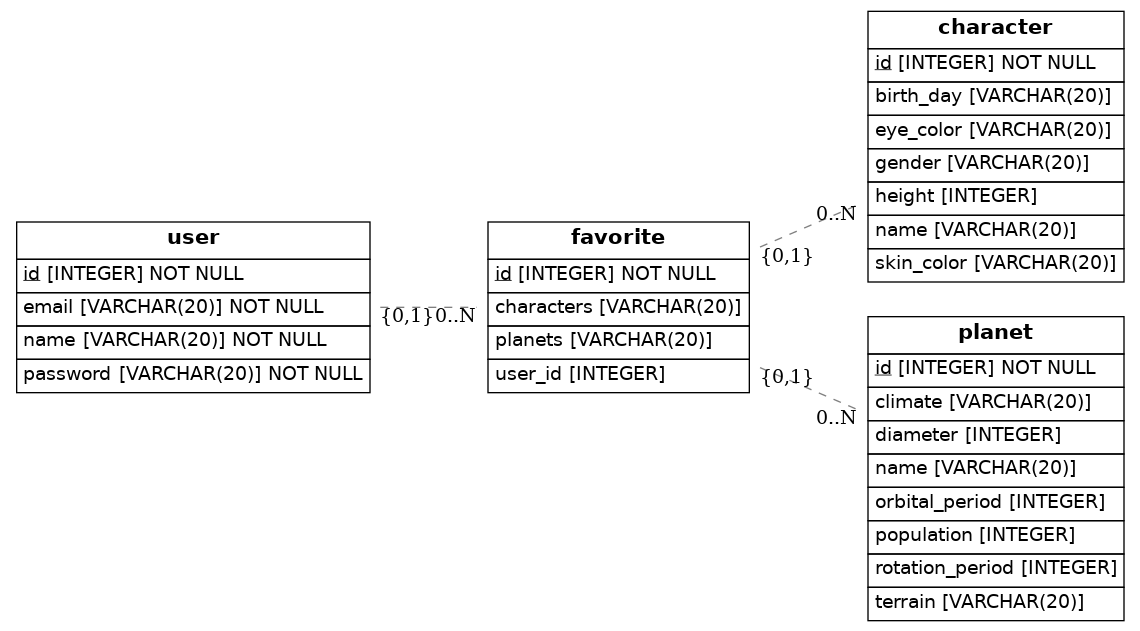 user
id [INTEGER] NOT NULL
email [VARCHAR(20)] NOT NULL
name [VARCHAR(20)] NOT NULL
password [VARCHAR(20)] NOT NULL
{0,1}
0..N
favorite
id [INTEGER] NOT NULL
characters [VARCHAR(20)]
planets [VARCHAR(20)]
user_id [INTEGER]
0..N
{0,1}
{0,1}
0..N
character
id [INTEGER] NOT NULL
birth_day [VARCHAR(20)]
eye_color [VARCHAR(20)]
gender [VARCHAR(20)]
height [INTEGER]
name [VARCHAR(20)]
skin_color [VARCHAR(20)]
planet
id [INTEGER] NOT NULL
climate [VARCHAR(20)]
diameter [INTEGER]
name [VARCHAR(20)]
orbital_period [INTEGER]
population [INTEGER]
rotation_period [INTEGER]
terrain [VARCHAR(20)]